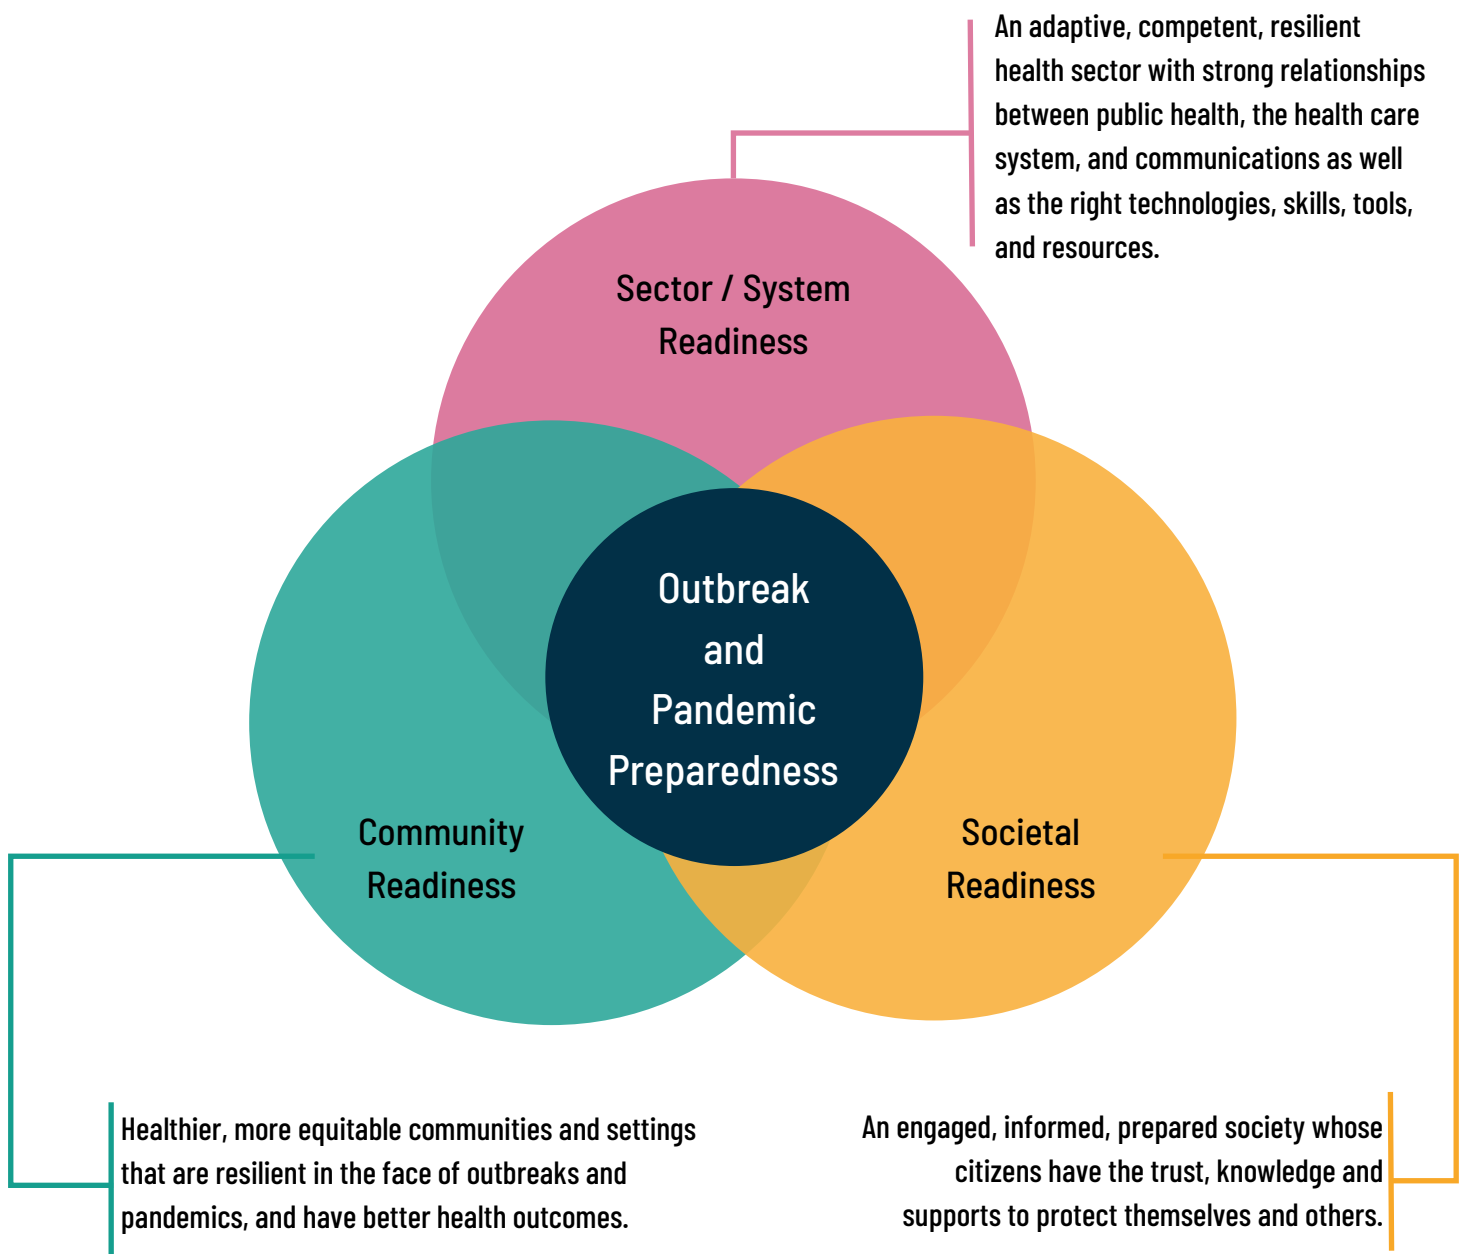 An adaptive, competent, resilient
health sector with strong relationships
between public health, the health care
system, and communications as well
as the right technologies, skills, tools,
and resources.
Sector / System
Readiness
Outbreak
and
Pandemic
Preparedness
Community
Readiness
Societal
Readiness
Healthier, more equitable communities and settings
that are resilient in the face of outbreaks and
pandemics, and have better health outcomes.
An engaged, informed, prepared society whose
citizens have the trust, knowledge and
supports to protect themselves and others.